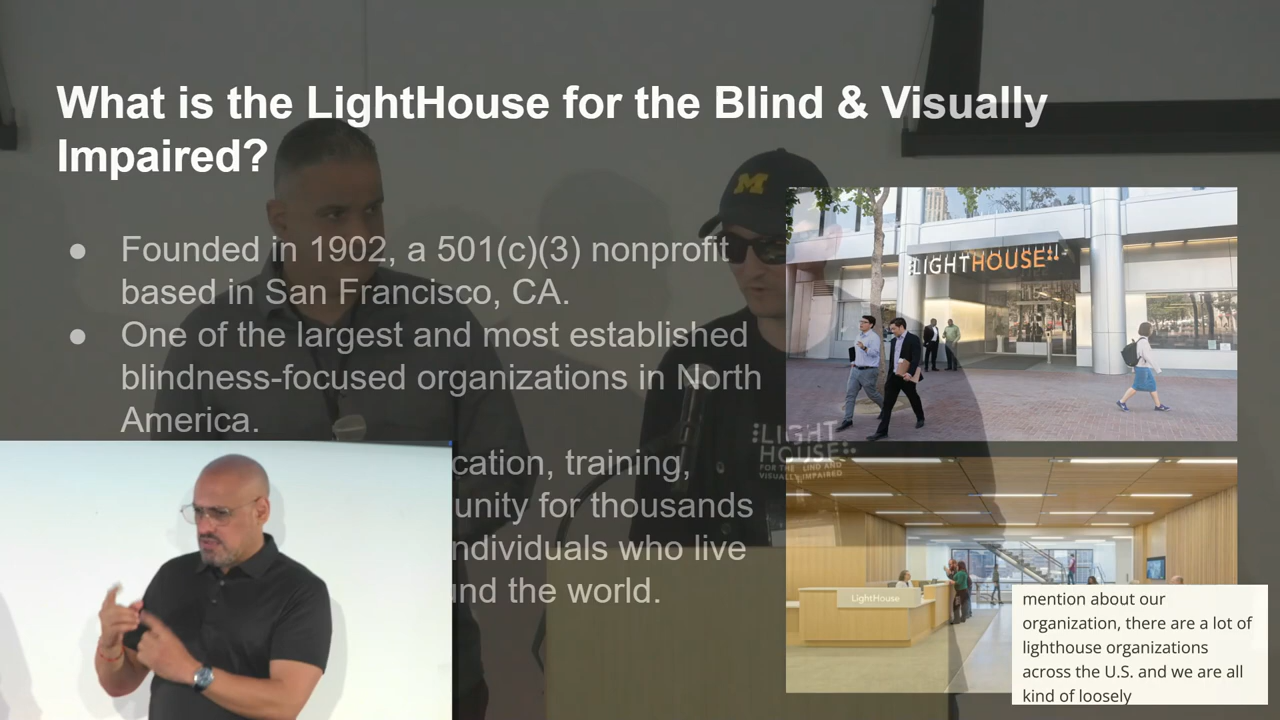 What is the LightHouse for the Blind & Visually
Impaired?
● Founded in 1902, a 501(c)(3) nonprofit
based in San Francisco, CA.
● One of the largest and most established
blindness-focused organizations in North
America.
cation, training,
unity for thousands
ndividuals who live
und the world.
M
LIGHTHOUSE
LIGHT
HOUSE
FOR THE LIND AND
VISUALLY IMPAIRED
LightHouse
mention about our
organization, there are a lot of
lighthouse organizations
across the U.S. and we are all
kind of loosely